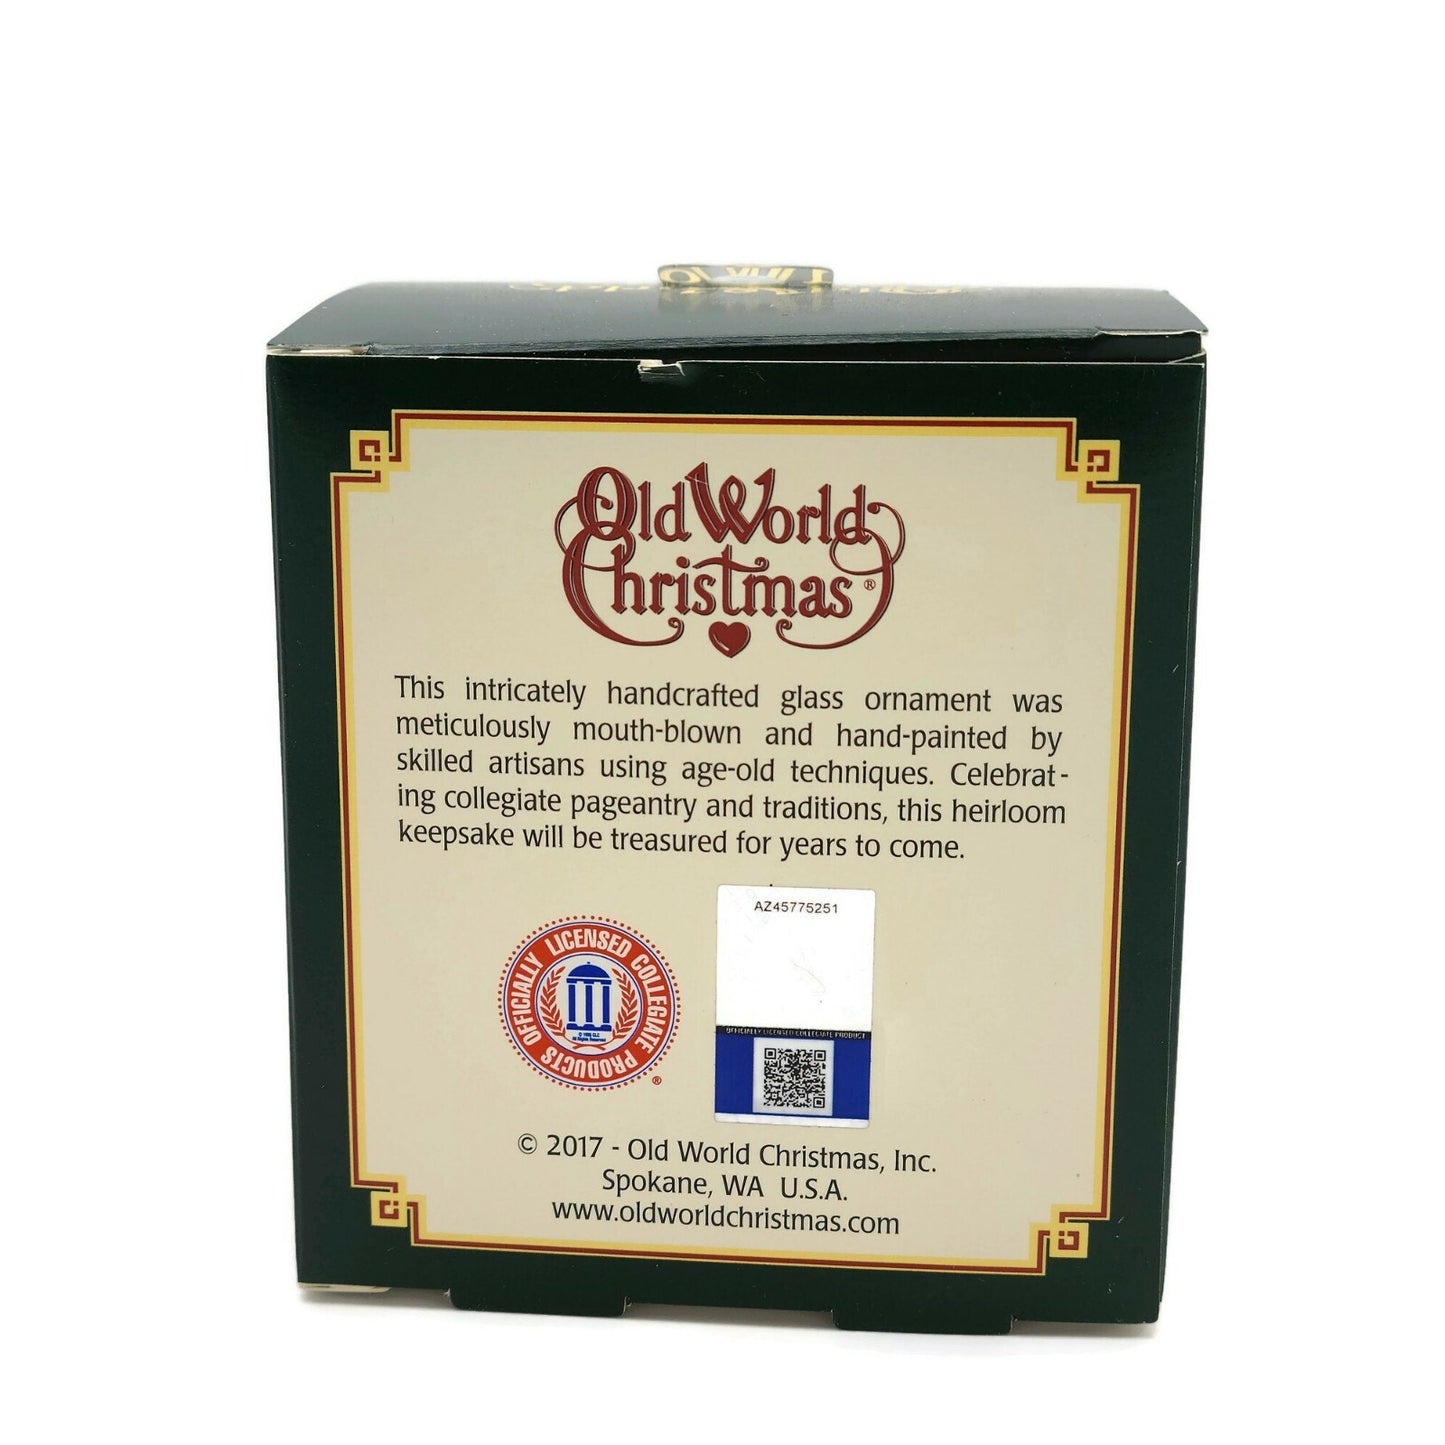 Old World
Christmas®
This intricately handcrafted glass ornament was
meticulously mouth-blown and hand-painted by
skilled artisans using age-old techniques. Celebrat-
ing collegiate pageantry and traditions, this heirloom
keepsake will be treasured for years to come.
OFFICIALLY LICENSED COLLEGIATE PRODUCTS
®
AZ45775251
OFFICIALLY LICENSED COLLEGIATE PRODUCT
© 2017 - Old World Christmas, Inc.
Spokane, WA U.S.A.
www.oldworldchristmas.com